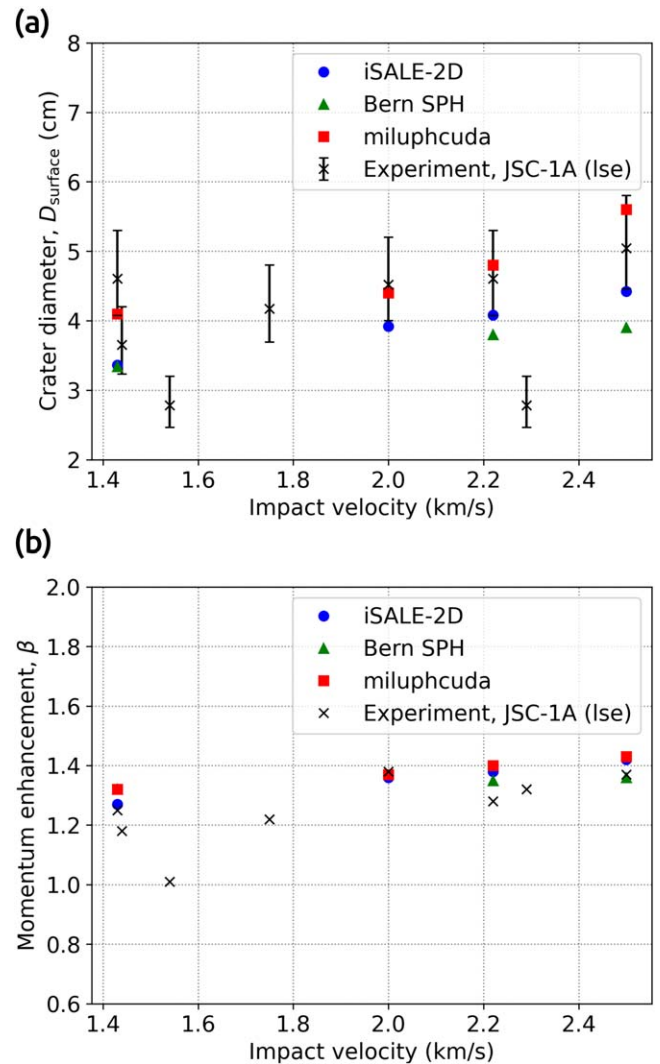 (a)
8
7
6
5
4
3
2
Crater diameter, D_surface (cm)
iSALE-2D
Bern SPH
miluphcuda
Experiment, JSC-1A (lse)
1.4 1.6 1.8 2.0 2.2 2.4
Impact velocity (km/s)
(b)
2.0
1.8
1.6
1.4
1.2
1.0
0.8
0.6
Momentum enhancement, β
iSALE-2D
Bern SPH
miluphcuda
Experiment, JSC-1A (lse)
1.4 1.6 1.8 2.0 2.2 2.4
Impact velocity (km/s)